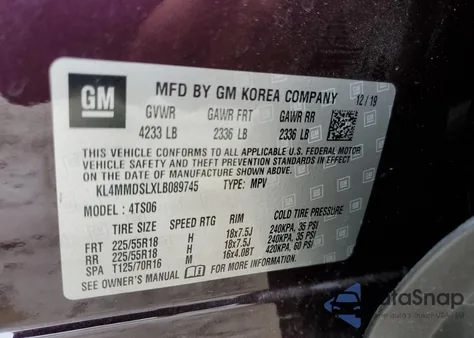 GM
MFD BY GM KOREA COMPANY 12/19
GVWR GAWR FRT GAWR RR
4233 LB 2336 LB 2336 LB
THIS VEHICLE CONFORMS TO ALL APPLICABLE U.S. FEDERAL MOTOR
VEHICLE SAFETY, BUMPER, AND THEFT PREVENTION STANDARDS IN EFFECT
ON THE DATE OF MANUFACTURE SHOWN ABOVE.
KL4MMDSLXLB089745 TYPE: MPV
MODEL: 4TS06
TIRE SIZE SPEED RTG RIM COLD TIRE PRESSURE
FRT 225/55R18 H 18x7.5J 240KPA, 35 PSI
RR 225/55R18 H 18x7.5J 240KPA, 35 PSI
SPA T125/70R16 M 16x4.0BT 420KPA, 60 PSI
SEE OWNER'S MANUAL FOR ADDITIONAL INFORMATION.
DataSnap